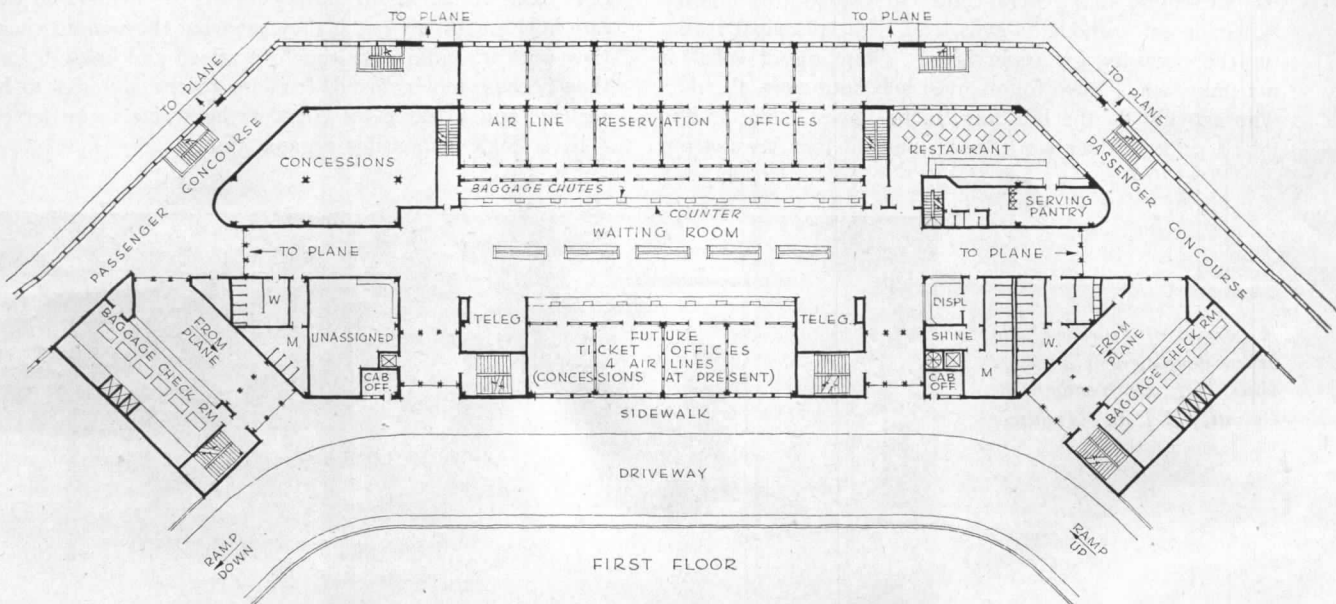 TO PLANE
TO PLANE
TO PLANE
TO PLANE
PASSENGER CONCOURSE
PASSENGER CONCOURSE
CONCESSIONS
AIR LINE RESERVATION OFFICES
RESTAURANT
BAGGAGE CHUTES
COUNTER
SERVING
PANTRY
WAITING ROOM
TO PLANE
TO PLANE
BAGGAGE CHECK RM
FROM
PLANE
W
M
UNASSIGNED
CAB
OFF
TELEG
FUTURE
TICKET OFFICES
4 AIR LINES
(CONCESSIONS AT PRESENT)
TELEG
DISPL
SHINE
CAB
OFF
M
W.
FROM
PLANE
BAGGAGE CHECK RM
SIDEWALK
DRIVEWAY
RAMP
DOWN
RAMP
UP
FIRST FLOOR